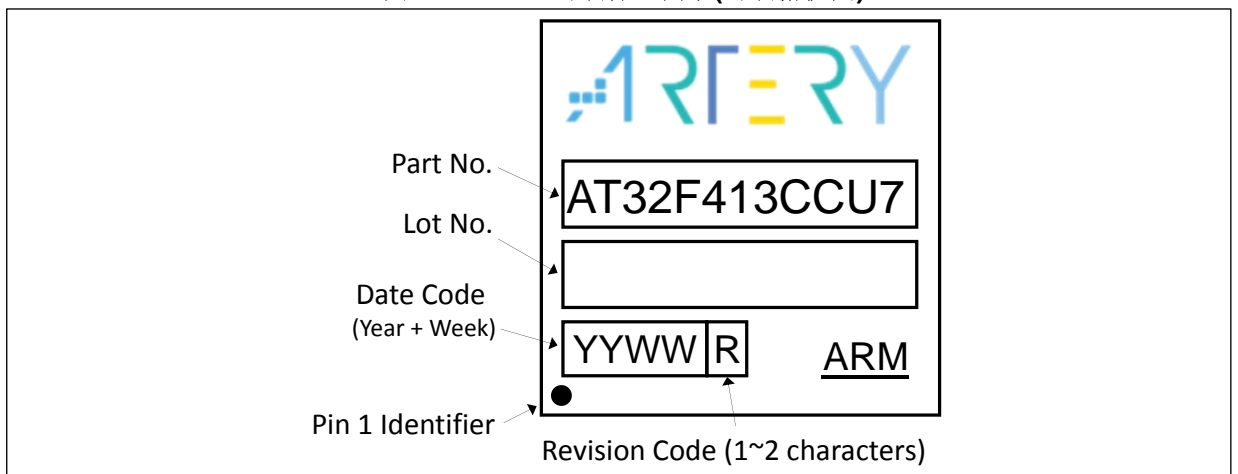 ARTERY
Part No.
AT32F413CCU7
Lot No.
Date Code
(Year + Week)
YYWW R
ARM
Pin 1 Identifier
Revision Code (1~2 characters)